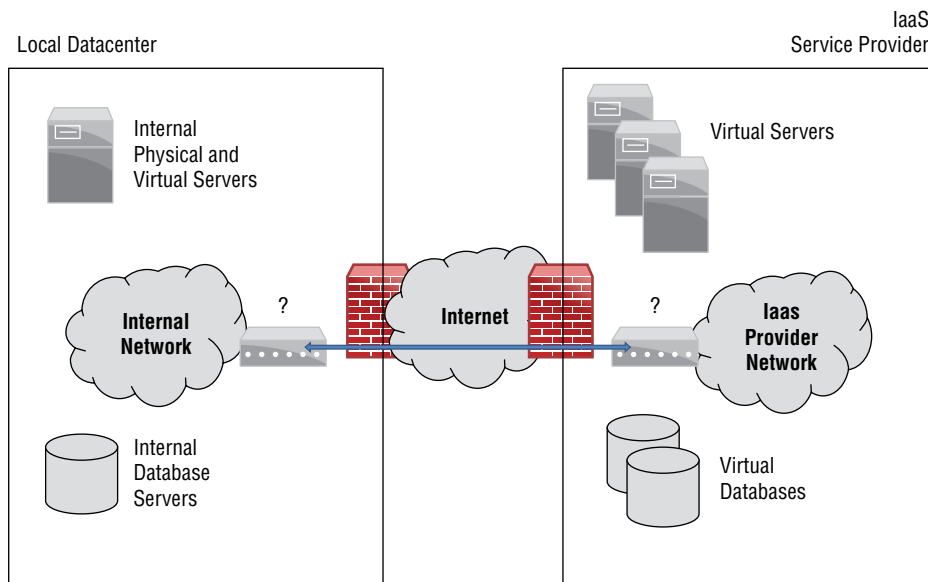 Local Datacenter
IaaS
Service Provider
Internal
Physical and
Virtual Servers
Virtual Servers
?
Internal
Network
Internet
?
Iaas
Provider
Network
Internal
Database
Servers
Virtual
Databases